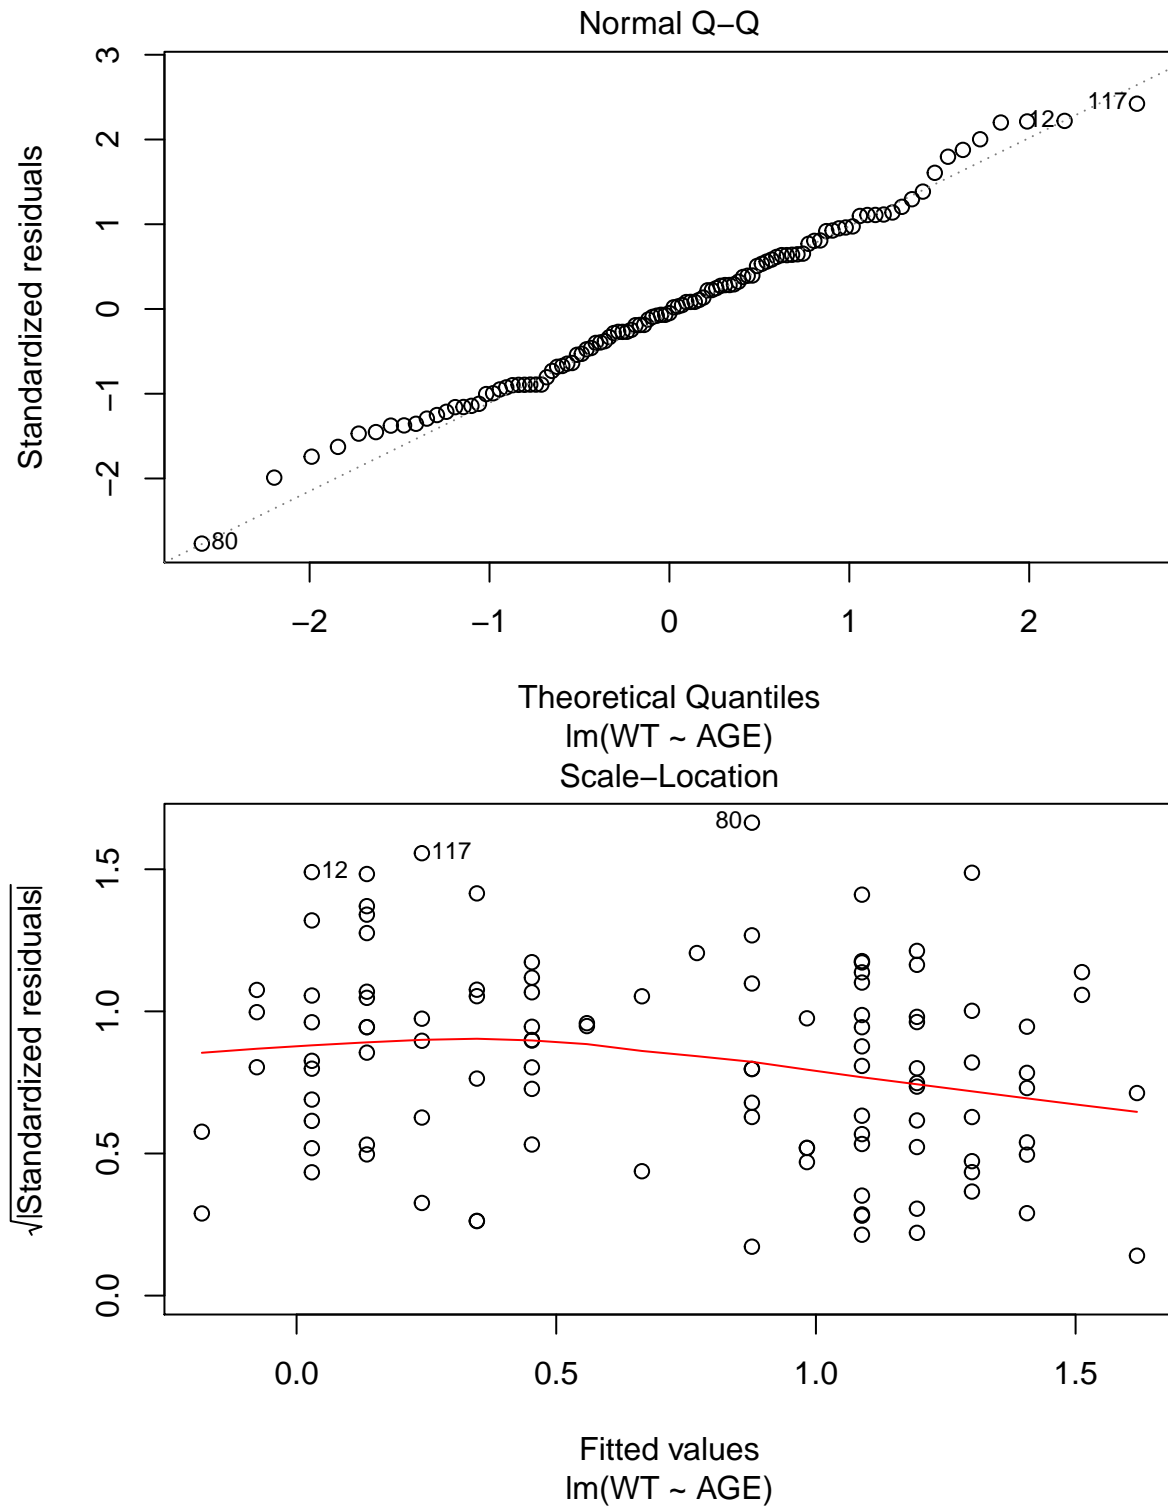 Normal Q−Q
Standardized residuals
3
2
1
0
−1
−2
117
12
80
−2 −1 0 1 2
Theoretical Quantiles
lm(WT ~ AGE)
Scale−Location
√|Standardized residuals|
1.5
1.0
0.5
0.0
80
117
12
0.0 0.5 1.0 1.5
Fitted values
lm(WT ~ AGE)